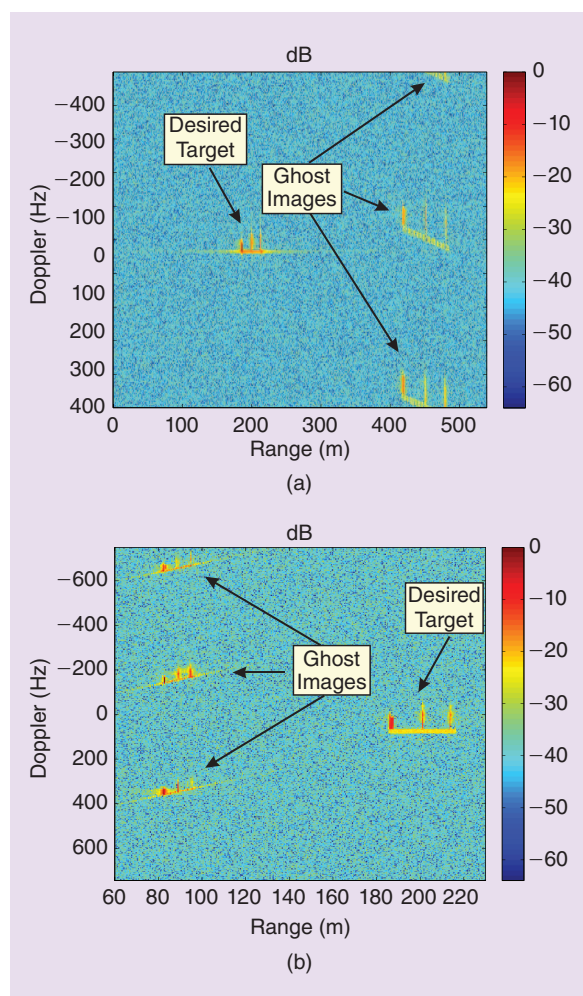 dB
−400
−300
−200
−100
0
100
200
300
400
Doppler (Hz)
Desired
Target
Ghost
Images
0
−10
−20
−30
−40
−50
−60
0
100
200
300
400
500
Range (m)
(a)
dB
−600
−400
−200
0
200
400
600
Doppler (Hz)
Desired
Target
Ghost
Images
0
−10
−20
−30
−40
−50
−60
60
80
100
120
140
160
180
200
220
Range (m)
(b)